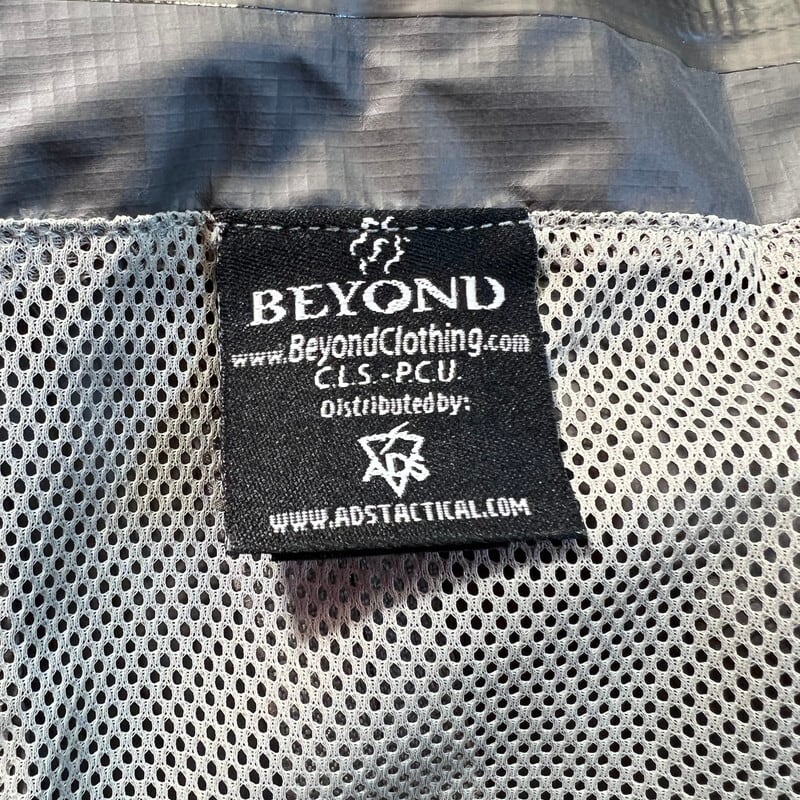 BEYOND
www.BeyondClothing.com
C.L.S.-P.C.U.
Distributed by:
ADS
WWW.ADSTACTICAL.COM